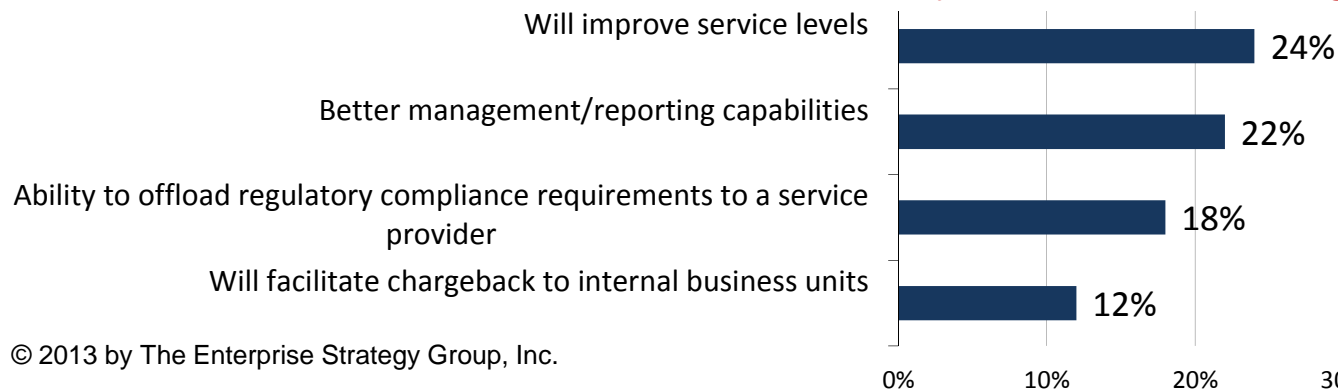 Will improve service levels
24%
Better management/reporting capabilities
22%
Ability to offload regulatory compliance requirements to a service
provider
18%
Will facilitate chargeback to internal business units
12%
© 2013 by The Enterprise Strategy Group, Inc.
0% 10% 20%